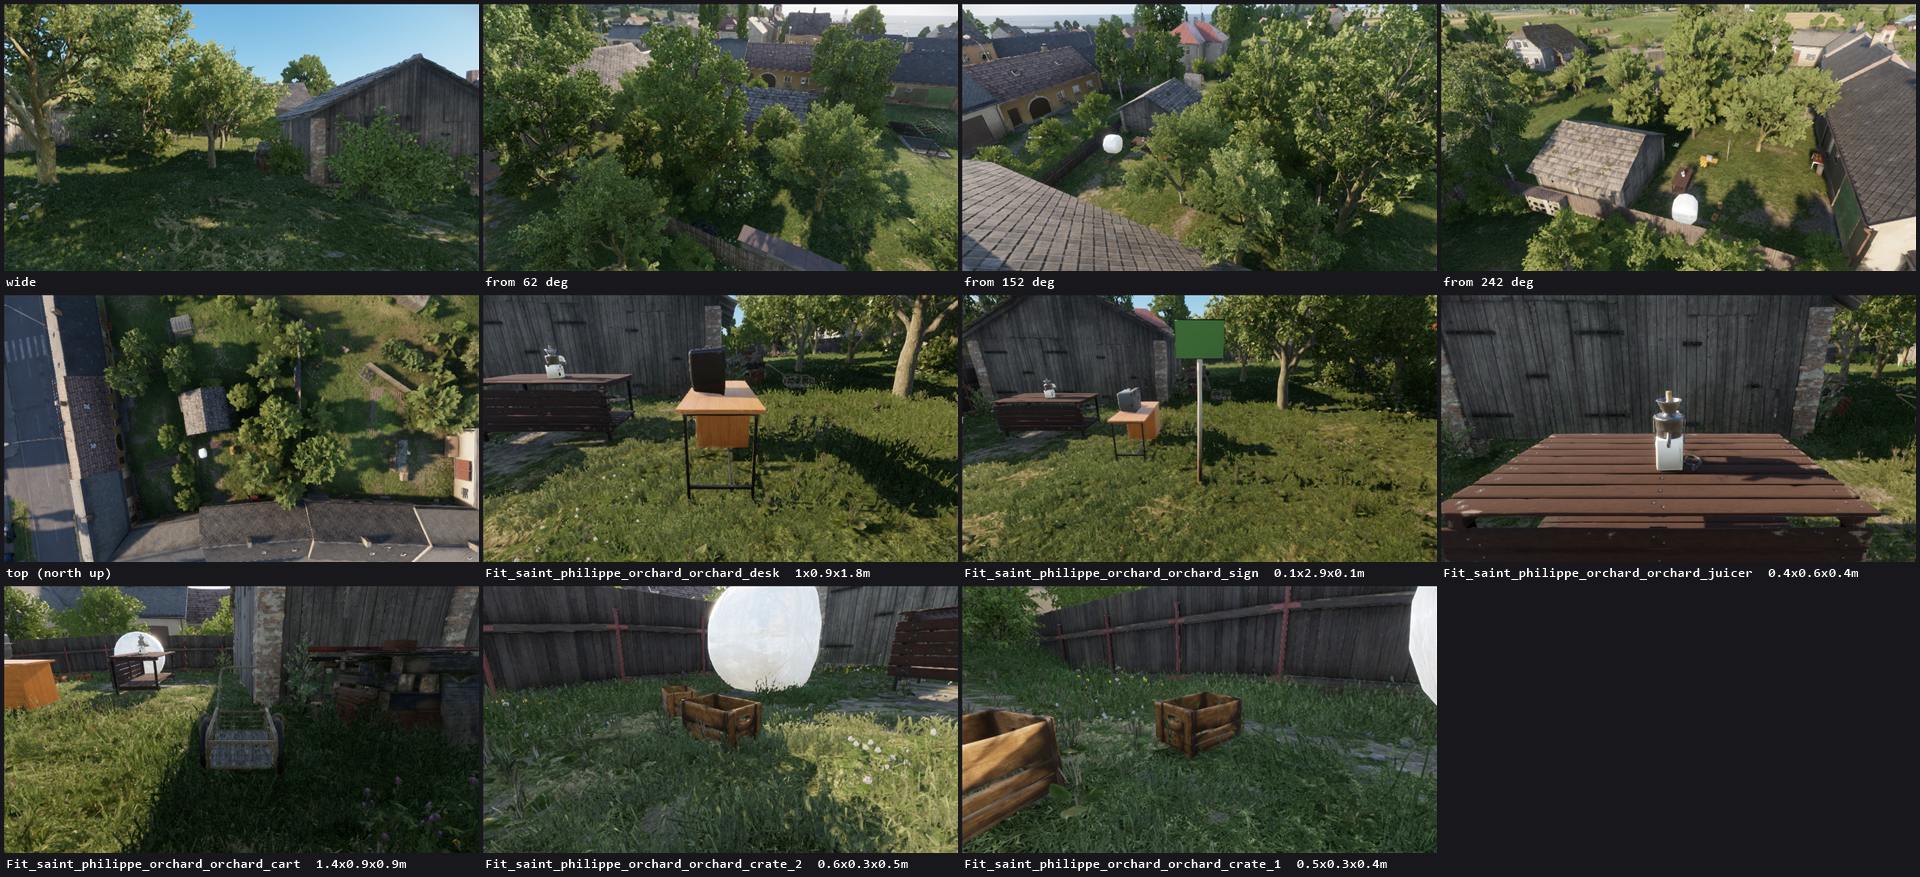 wide
from 62 deg
from 152 deg
from 242 deg
top (north up)
Fit_saint_philippe_orchard_orchard_desk 1x0.9x1.8m
Fit_saint_philippe_orchard_orchard_sign 0.1x2.9x0.1m
Fit_saint_philippe_orchard_orchard_juicer 0.4x0.6x0.4m
Fit_saint_philippe_orchard_orchard_cart 1.4x0.9x0.9m
Fit_saint_philippe_orchard_orchard_crate_2 0.6x0.3x0.5m
Fit_saint_philippe_orchard_orchard_crate_1 0.5x0.3x0.4m